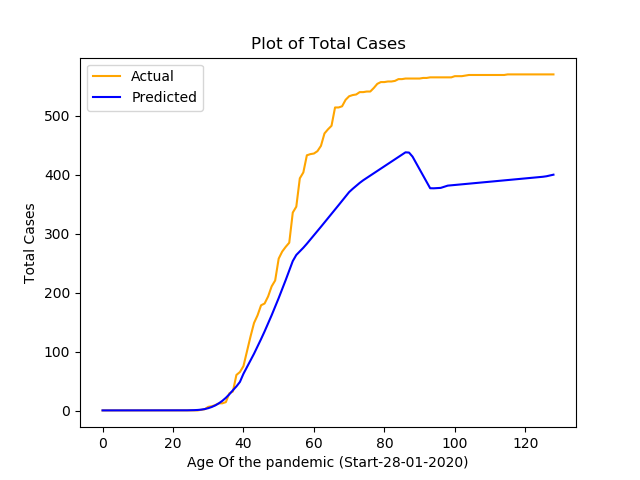 Plot of Total Cases
Actual
Predicted
Total Cases
500
400
300
200
100
0
0 20 40 60 80 100 120
Age Of the pandemic (Start-28-01-2020)